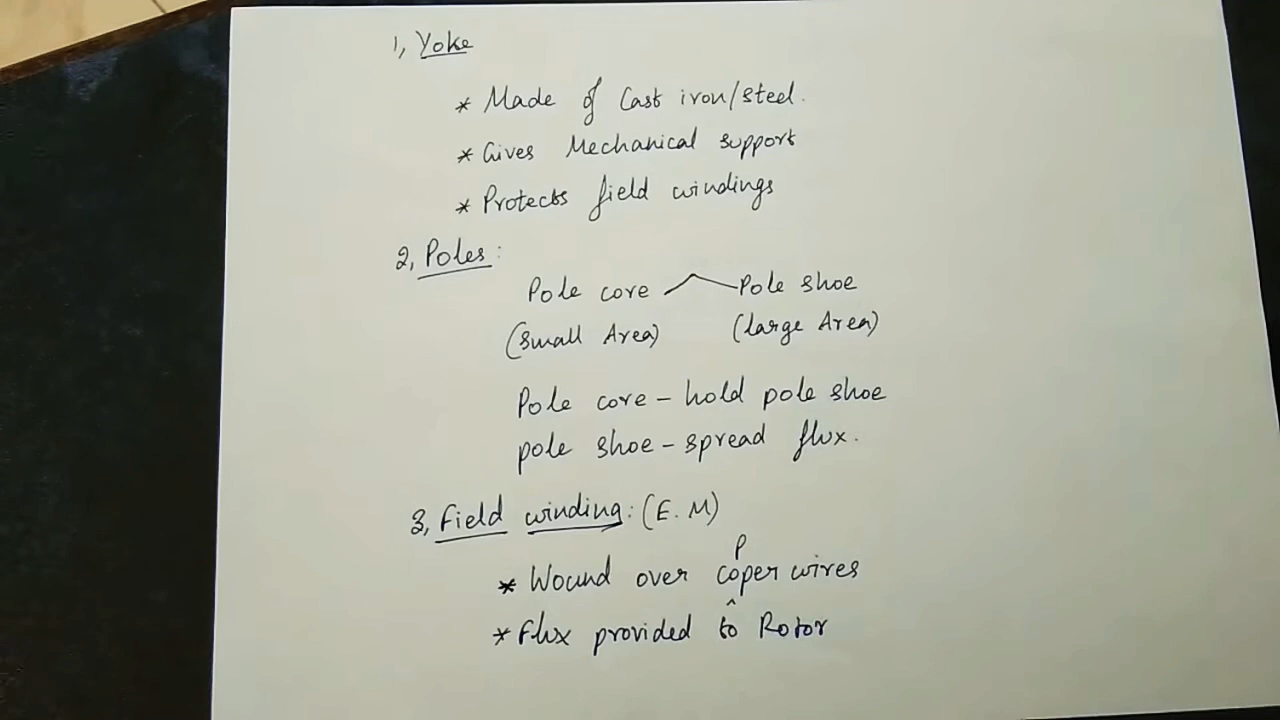 1, Yoke
* Made of Cast iron/steel.
* Gives Mechanical support
* Protects field windings
2, Poles:
Pole core Pole shoe
(small Area) (large Area)
Pole core - hold pole shoe
pole shoe - spread flux.
3, Field winding: (E.M)
P
* Wound over coper wires
^
* Flux provided to Rotor